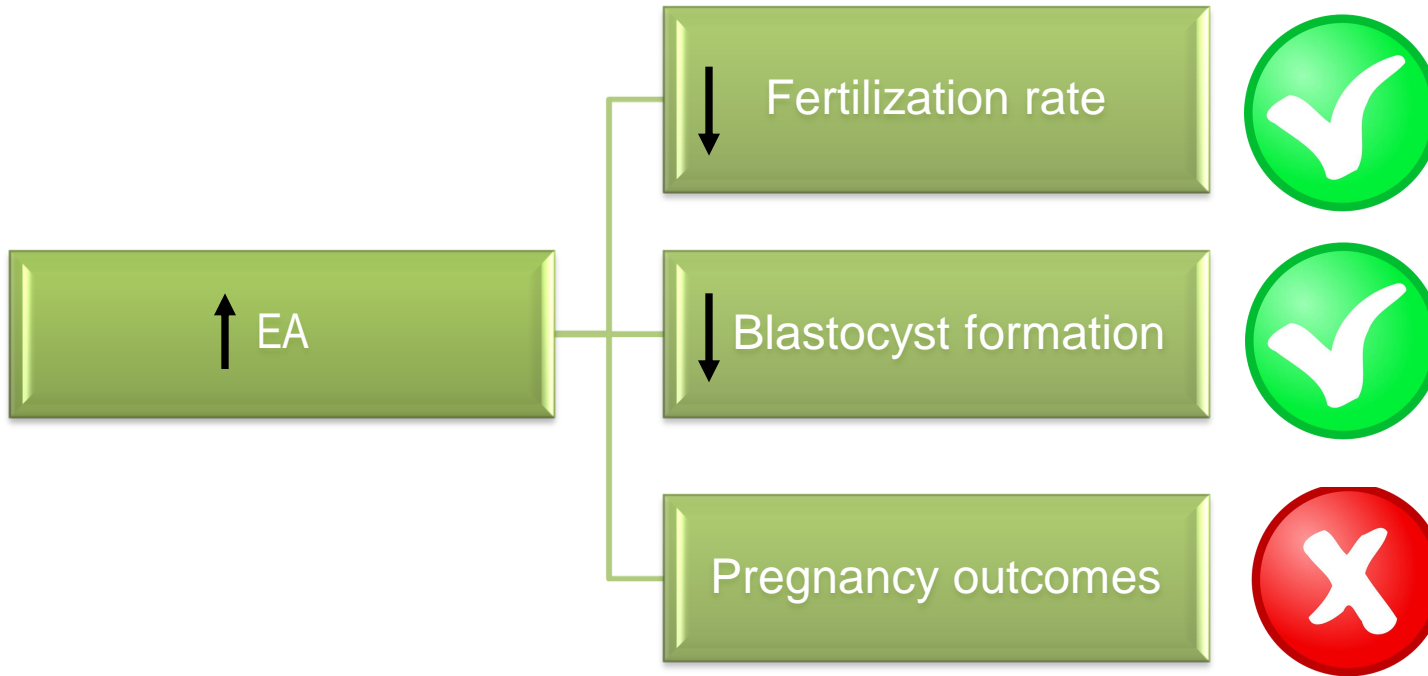 Fertilization rate
↑ EA
↓ Blastocyst formation
Pregnancy outcomes